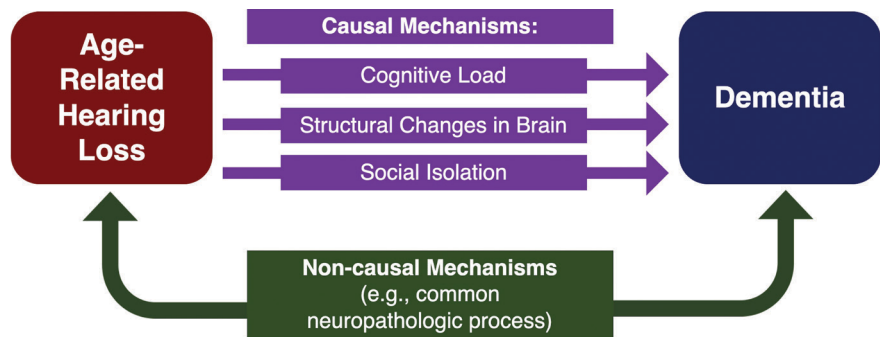 Age-
Related
Hearing
Loss
Causal Mechanisms:
Cognitive Load
Structural Changes in Brain
Social Isolation
Dementia
Non-causal Mechanisms
(e.g., common
neuropathologic process)